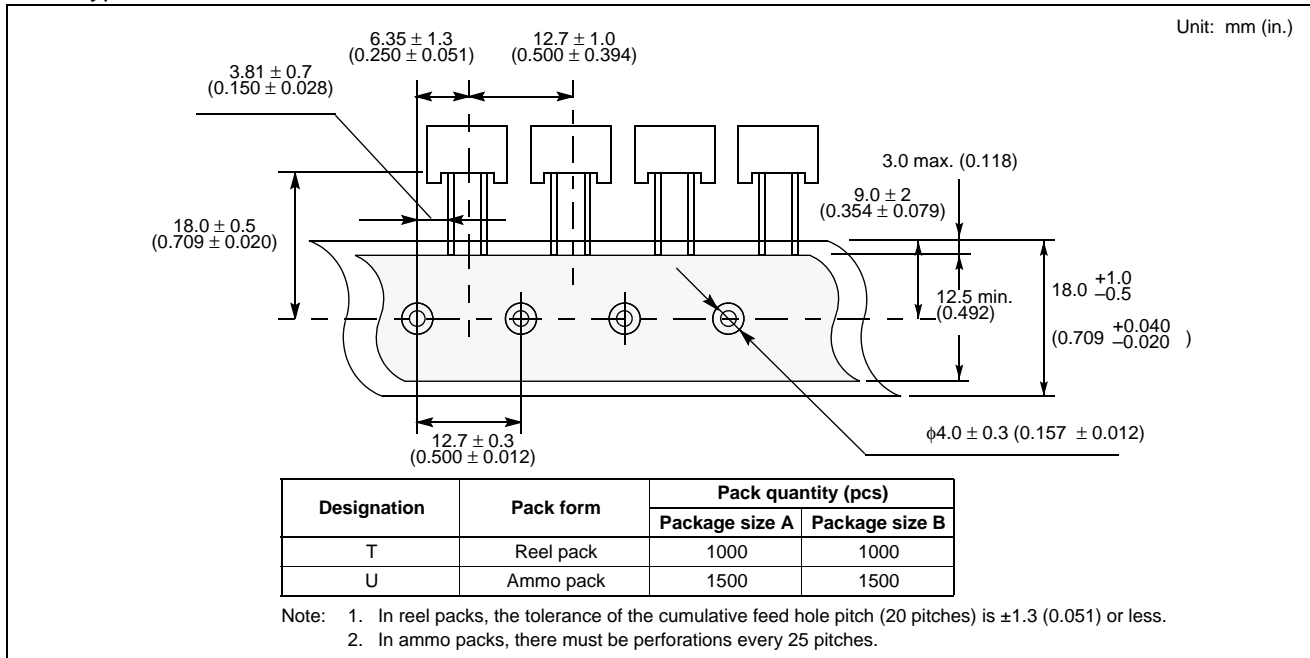 Unit: mm (in.)
6.35 ± 1.3
(0.250 ± 0.051)
12.7 ± 1.0
(0.500 ± 0.394)
3.81 ± 0.7
(0.150 ± 0.028)
3.0 max. (0.118)
9.0 ± 2
(0.354 ± 0.079)
18.0 ± 0.5
(0.709 ± 0.020)
12.5 min.
(0.492)
18.0 +1.0 –0.5
(0.709 +0.040 –0.020 )
φ4.0 ± 0.3 (0.157 ± 0.012)
12.7 ± 0.3
(0.500 ± 0.012)
Designation Pack form Pack quantity (pcs)
Package size A Package size B
T Reel pack 1000 1000
U Ammo pack 1500 1500
Note: 1. In reel packs, the tolerance of the cumulative feed hole pitch (20 pitches) is ±1.3 (0.051) or less.
2. In ammo packs, there must be perforations every 25 pitches.